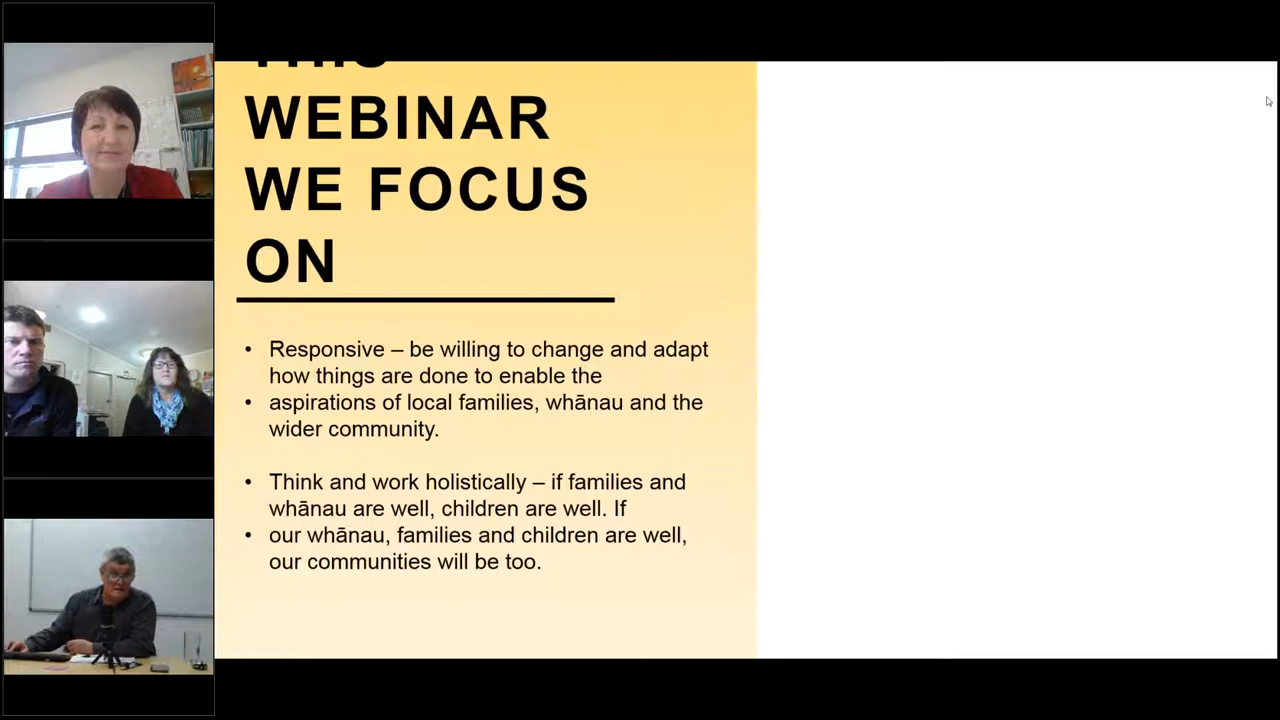 THIS
WEBINAR
WE FOCUS
ON
• Responsive – be willing to change and adapt
how things are done to enable the
• aspirations of local families, whānau and the
wider community.
• Think and work holistically – if families and
whānau are well, children are well. If
• our whānau, families and children are well,
our communities will be too.